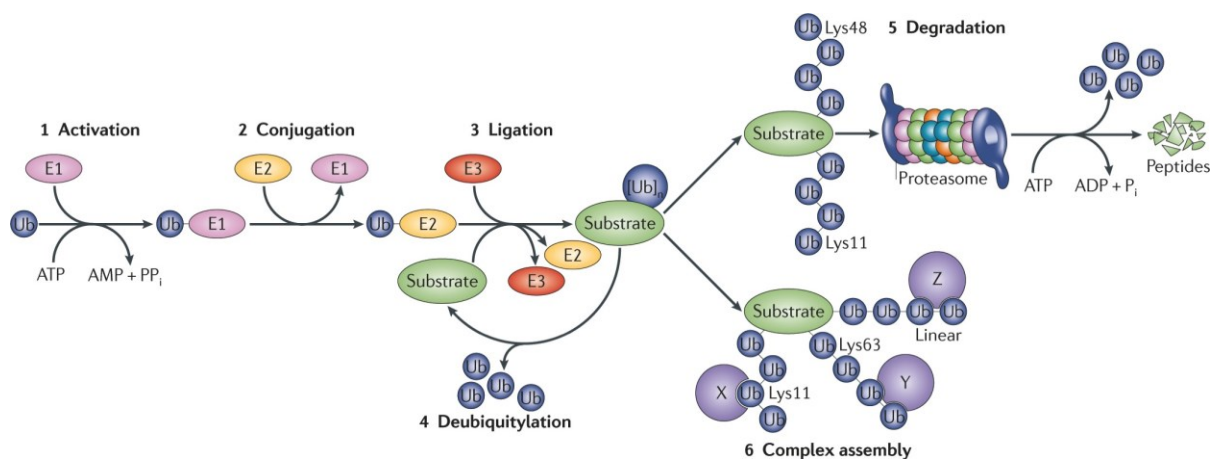 1 Activation
E1
Ub
ATP
AMP + PPi
Ub
E1
2 Conjugation
E2
E1
Ub
E2
3 Ligation
E3
Substrate
E3
E2
[Ub]n
Substrate
4 Deubiquitylation
Ub
Ub
Ub
Ub
Ub
Ub Lys48
Ub
Ub
Ub
Substrate
Ub
Ub
Ub
Ub Lys11
5 Degradation
Proteasome
ATP
ADP + Pi
Ub
Ub
Ub
Ub
Ub
Peptides
Substrate
Ub
Ub
Ub
Ub
Z
Linear
Ub
Ub
X
Ub
Lys11
Ub
Ub
Lys63
Ub
Ub
Y
Ub
6 Complex assembly